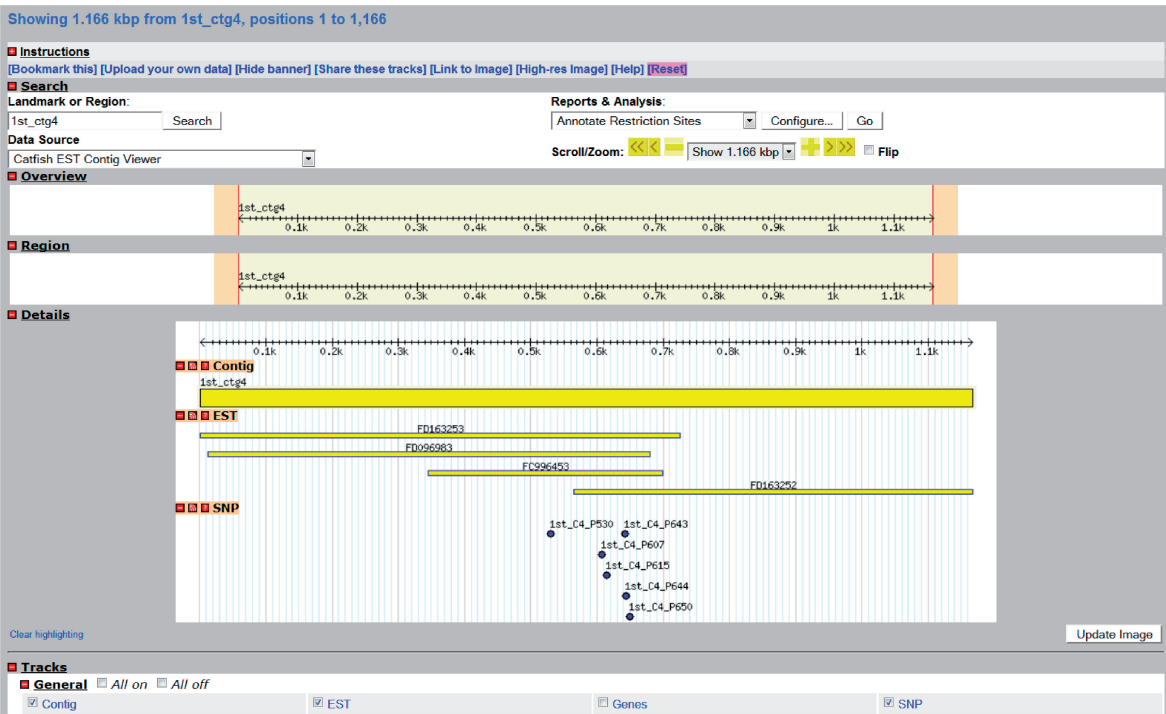 Showing 1.166 kbp from 1st_ctg4, positions 1 to 1,166
Instructions
[Bookmark this] [Upload your own data] [Hide banner] [Share these tracks] [Link to Image] [High-res Image] [Help] [Reset]
Search
Landmark or Region:
1st_ctg4 Search
Reports & Analysis:
Annotate Restriction Sites Configure... Go
Data Source
Catfish EST Contig Viewer
Scroll/Zoom: << < Show 1.166 kbp > >> Flip
Overview
1st_ctg4
0.1k 0.2k 0.3k 0.4k 0.5k 0.6k 0.7k 0.8k 0.9k 1k 1.1k
Region
1st_ctg4
0.1k 0.2k 0.3k 0.4k 0.5k 0.6k 0.7k 0.8k 0.9k 1k 1.1k
Details
0.1k 0.2k 0.3k 0.4k 0.5k 0.6k 0.7k 0.8k 0.9k 1k 1.1k
Contig
1st_ctg4
EST
FD163253
FD096983
FC996453
FD163252
SNP
1st_C4_P530 1st_C4_P643
1st_C4_P607
1st_C4_P615
1st_C4_P644
1st_C4_P650
Clear highlighting
Update Image
Tracks
General All on All off
Contig EST Genes SNP